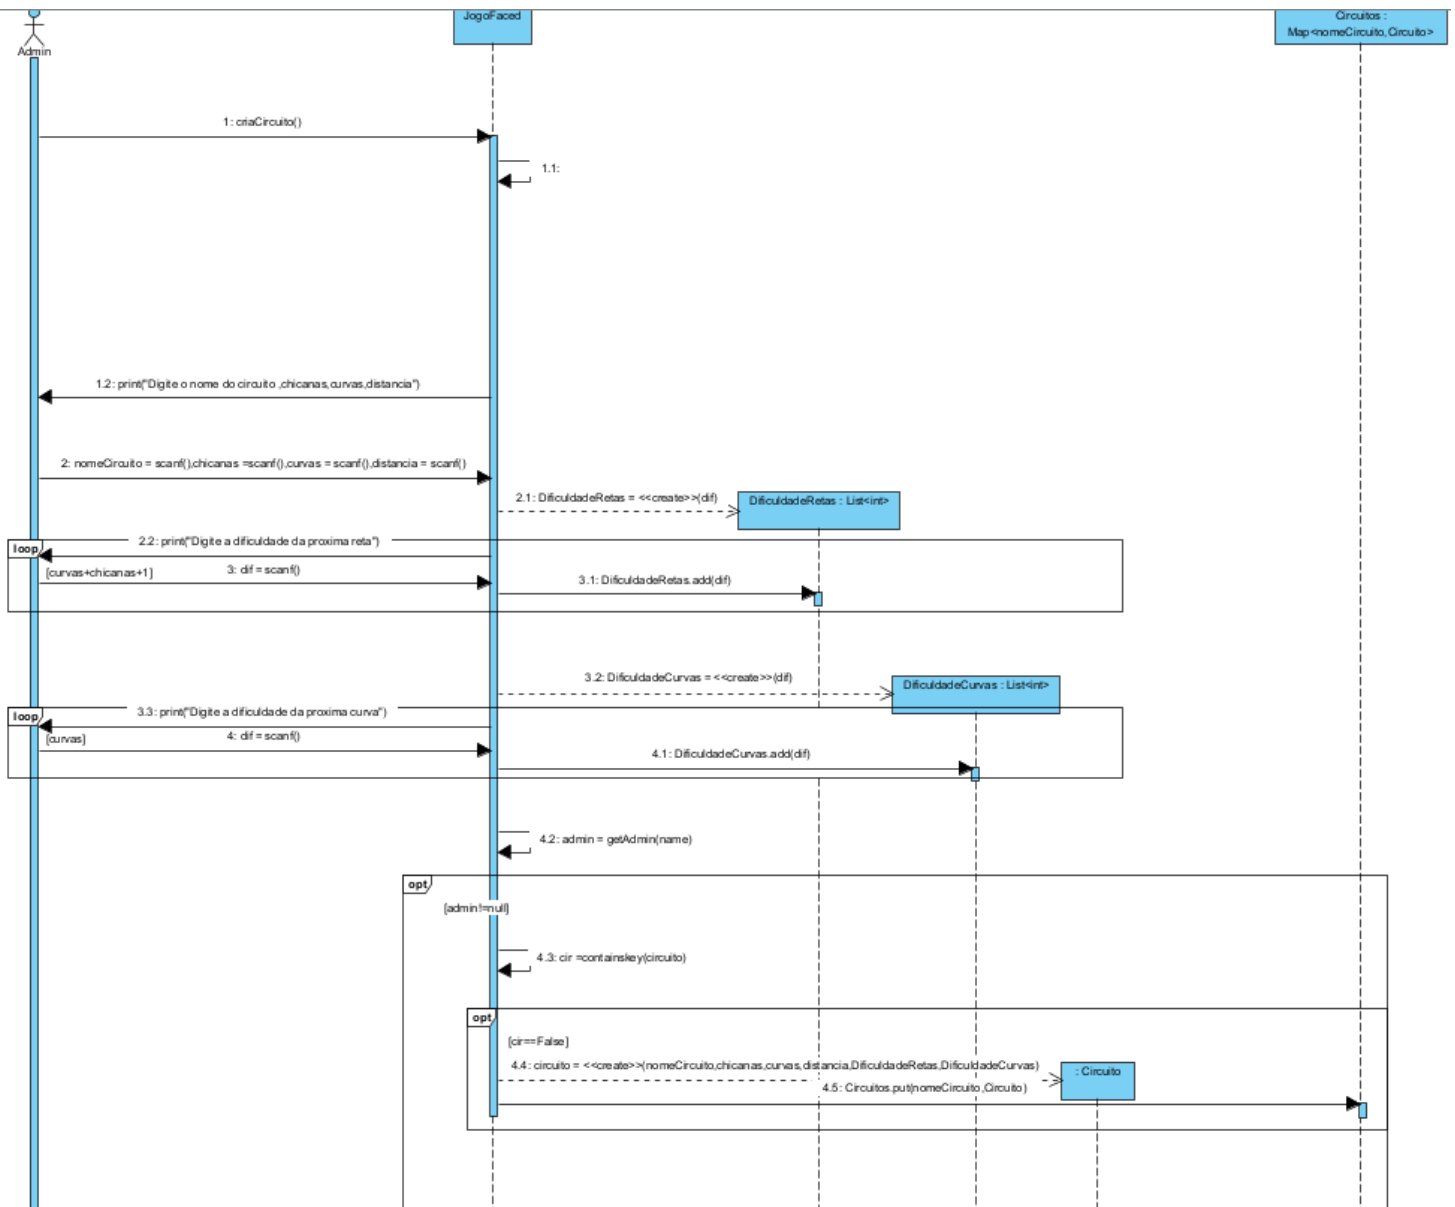 Admin
JogoFaced
Circuitos :
Map<nomeCircuito,Circuito>
1: criaCircuito()
1.1:
1.2: print("Digite o nome do circuito ,chicanas,curvas,distancia")
2: nomeCircuito = scanf(),chicanas =scanf(),curvas = scanf(),distancia = scanf()
2.1: DificuldadeRetas = <<create>>(dif)
DificuldadeRetas : List<int>
loop
2.2: print("Digite a dificuldade da proxima reta")
[curvas+chicanas+1]
3: dif = scanf()
3.1: DificuldadeRetas.add(dif)
3.2: DificuldadeCurvas = <<create>>(dif)
DificuldadeCurvas : List<int>
loop
3.3: print("Digite a dificuldade da proxima curva")
[curvas]
4: dif = scanf()
4.1: DificuldadeCurvas.add(dif)
4.2: admin = getAdmin(name)
opt
[admin!=null]
4.3: cir =containskey(circuito)
opt
[cir==False]
4.4: circuito = <<create>>(nomeCircuito,chicanas,curvas,distancia,DificuldadeRetas,DificuldadeCurvas)
: Circuito
4.5: Circuitos.put(nomeCircuito,Circuito)